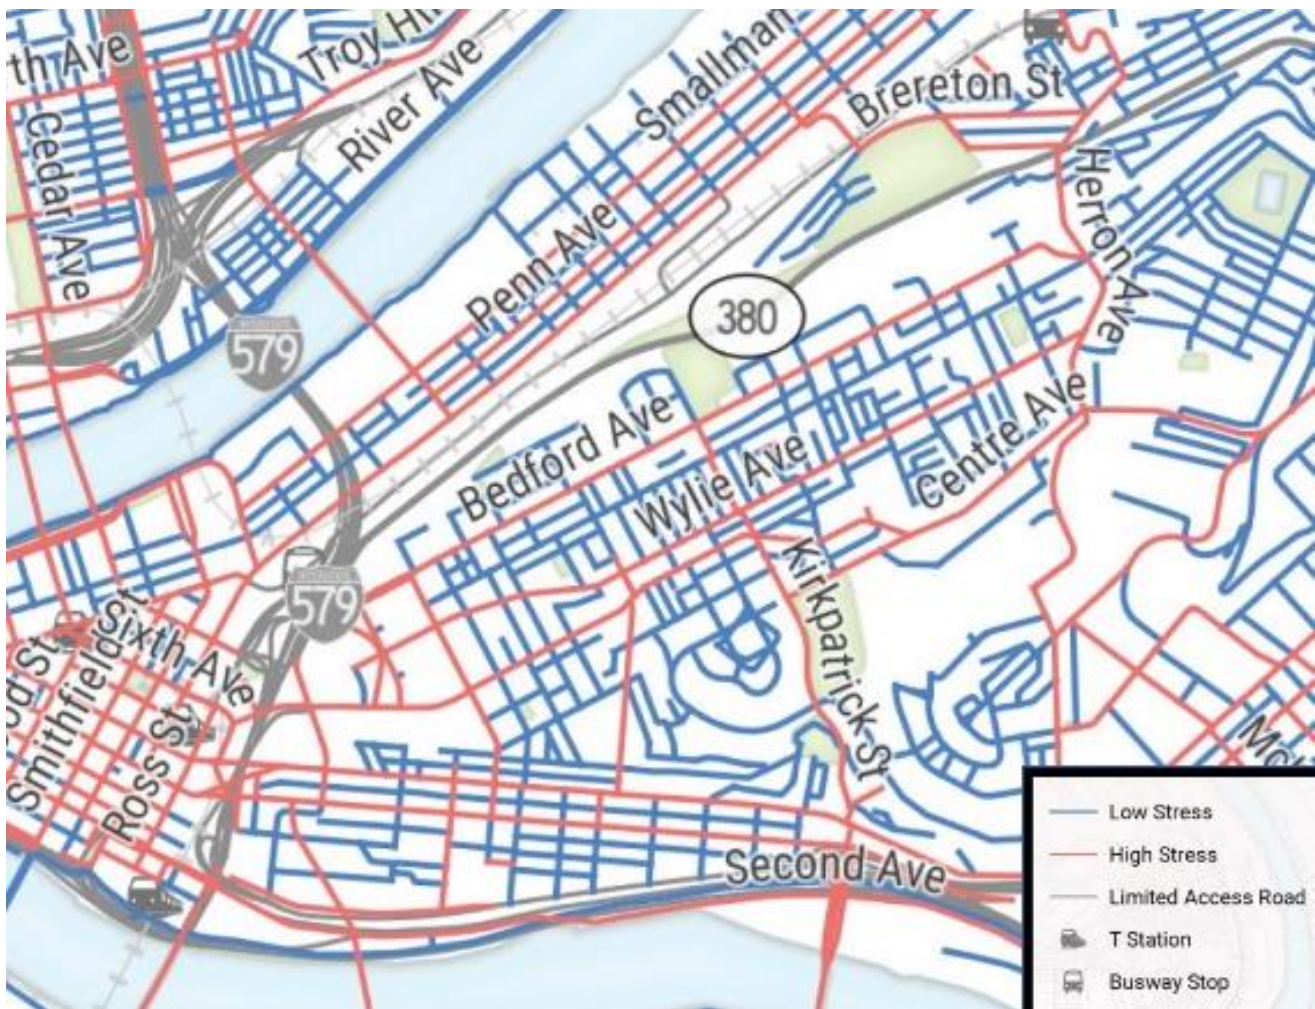 th Ave
Troy Hil
River Ave
Smallman
Brereton St
Cedar Ave
Herron Ave
Penn Ave
380
579
Bedford Ave
Wylie Ave
Centre Ave
579
Kirkpatrick St
Sixth Ave
St
Smithfield
Ross St
Second Ave
Low Stress
High Stress
Limited Access Road
T Station
Busway Stop